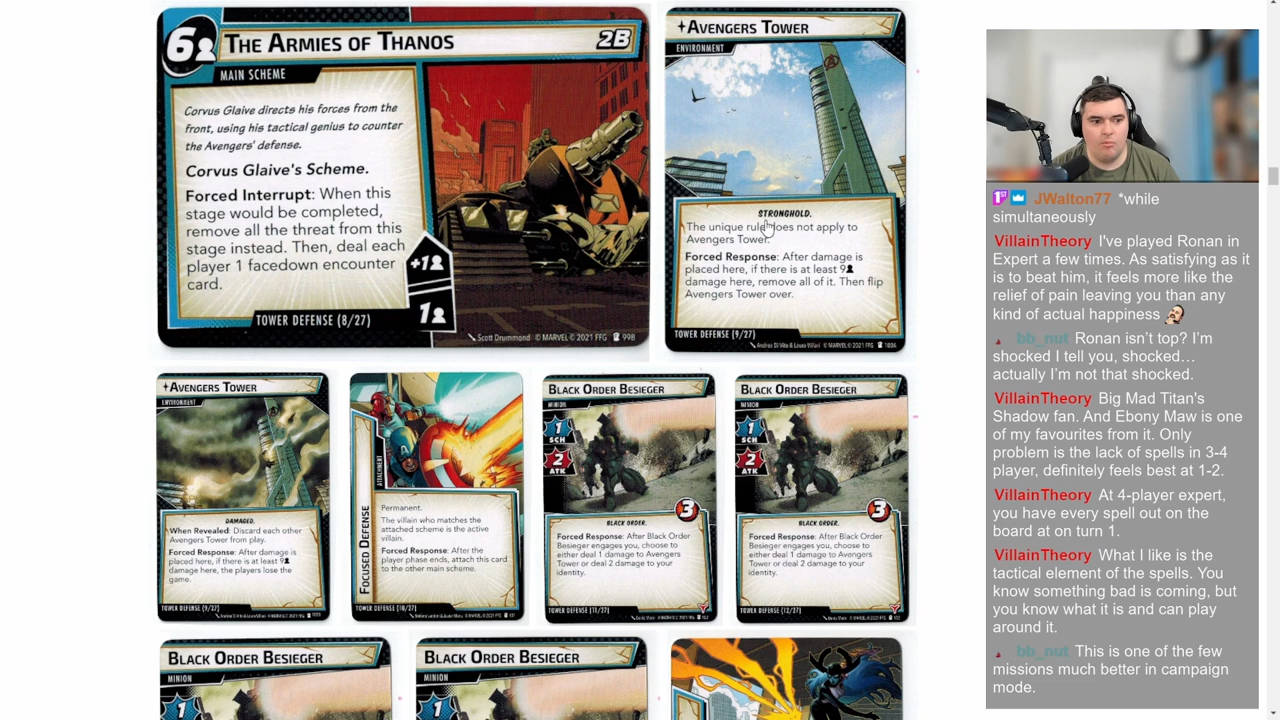 6
THE ARMIES OF THANOS
2B
MAIN SCHEME
Corvus Glaive directs his forces from the
front, using his tactical genius to counter
the Avengers' defense.
Corvus Glaive's Scheme.
Forced Interrupt: When this
stage would be completed,
remove all the threat from this
stage instead. Then, deal each
player 1 facedown encounter
card.
+1
1
TOWER DEFENSE (8/27)
Scott Drummond © MARVEL © 2021 FFG 99B
AVENGERS TOWER
ENVIRONMENT
STRONGHOLD.
The unique rule does not apply to
Avengers Tower.
Forced Response: After damage is
placed here, if there is at least 9
damage here, remove all of it. Then flip
Avengers Tower over.
TOWER DEFENSE (9/27)
AVENGERS TOWER
ENVIRONMENT
DAMAGED.
When Revealed: Discard each other
Avengers Tower from play.
Forced Response: After damage is
placed here, if there is at least 9
damage here, the players lose the
game.
TOWER DEFENSE (9/27)
ATTACHMENT
FOCUSED DEFENSE
Permanent.
The villain who matches the
attached scheme is the active
villain.
Forced Response: After the
player phase ends, attach this card
to the other main scheme.
TOWER DEFENSE (10/27)
BLACK ORDER BESIEGER
MINION
1
SCH
2
ATK
3
BLACK ORDER.
Forced Response: After Black Order
Besieger engages you, choose to
either deal 1 damage to Avengers
Tower or deal 2 damage to your
identity.
TOWER DEFENSE (11/27)
BLACK ORDER BESIEGER
MINION
1
SCH
2
ATK
3
BLACK ORDER.
Forced Response: After Black Order
Besieger engages you, choose to
either deal 1 damage to Avengers
Tower or deal 2 damage to your
identity.
TOWER DEFENSE (12/27)
BLACK ORDER BESIEGER
MINION
1
BLACK ORDER BESIEGER
MINION
1
1ST JWalton77 *while
simultaneously
VillainTheory I've played Ronan in
Expert a few times. As satisfying as it
is to beat him, it feels more like the
relief of pain leaving you than any
kind of actual happiness
bb_nut Ronan isn't top? I'm
shocked I tell you, shocked…
actually I'm not that shocked.
VillainTheory Big Mad Titan's
Shadow fan. And Ebony Maw is one
of my favourites from it. Only
problem is the lack of spells in 3-4
player, definitely feels best at 1-2.
VillainTheory At 4-player expert,
you have every spell out on the
board at on turn 1.
VillainTheory What I like is the
tactical element of the spells. You
know something bad is coming, but
you know what it is and can play
around it.
bb_nut This is one of the few
missions much better in campaign
mode.